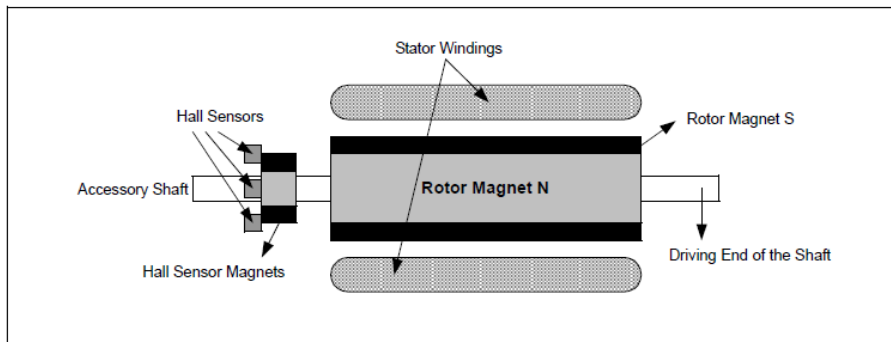 Stator Windings
Hall Sensors
Rotor Magnet S
Accessory Shaft
Rotor Magnet N
Driving End of the Shaft
Hall Sensor Magnets